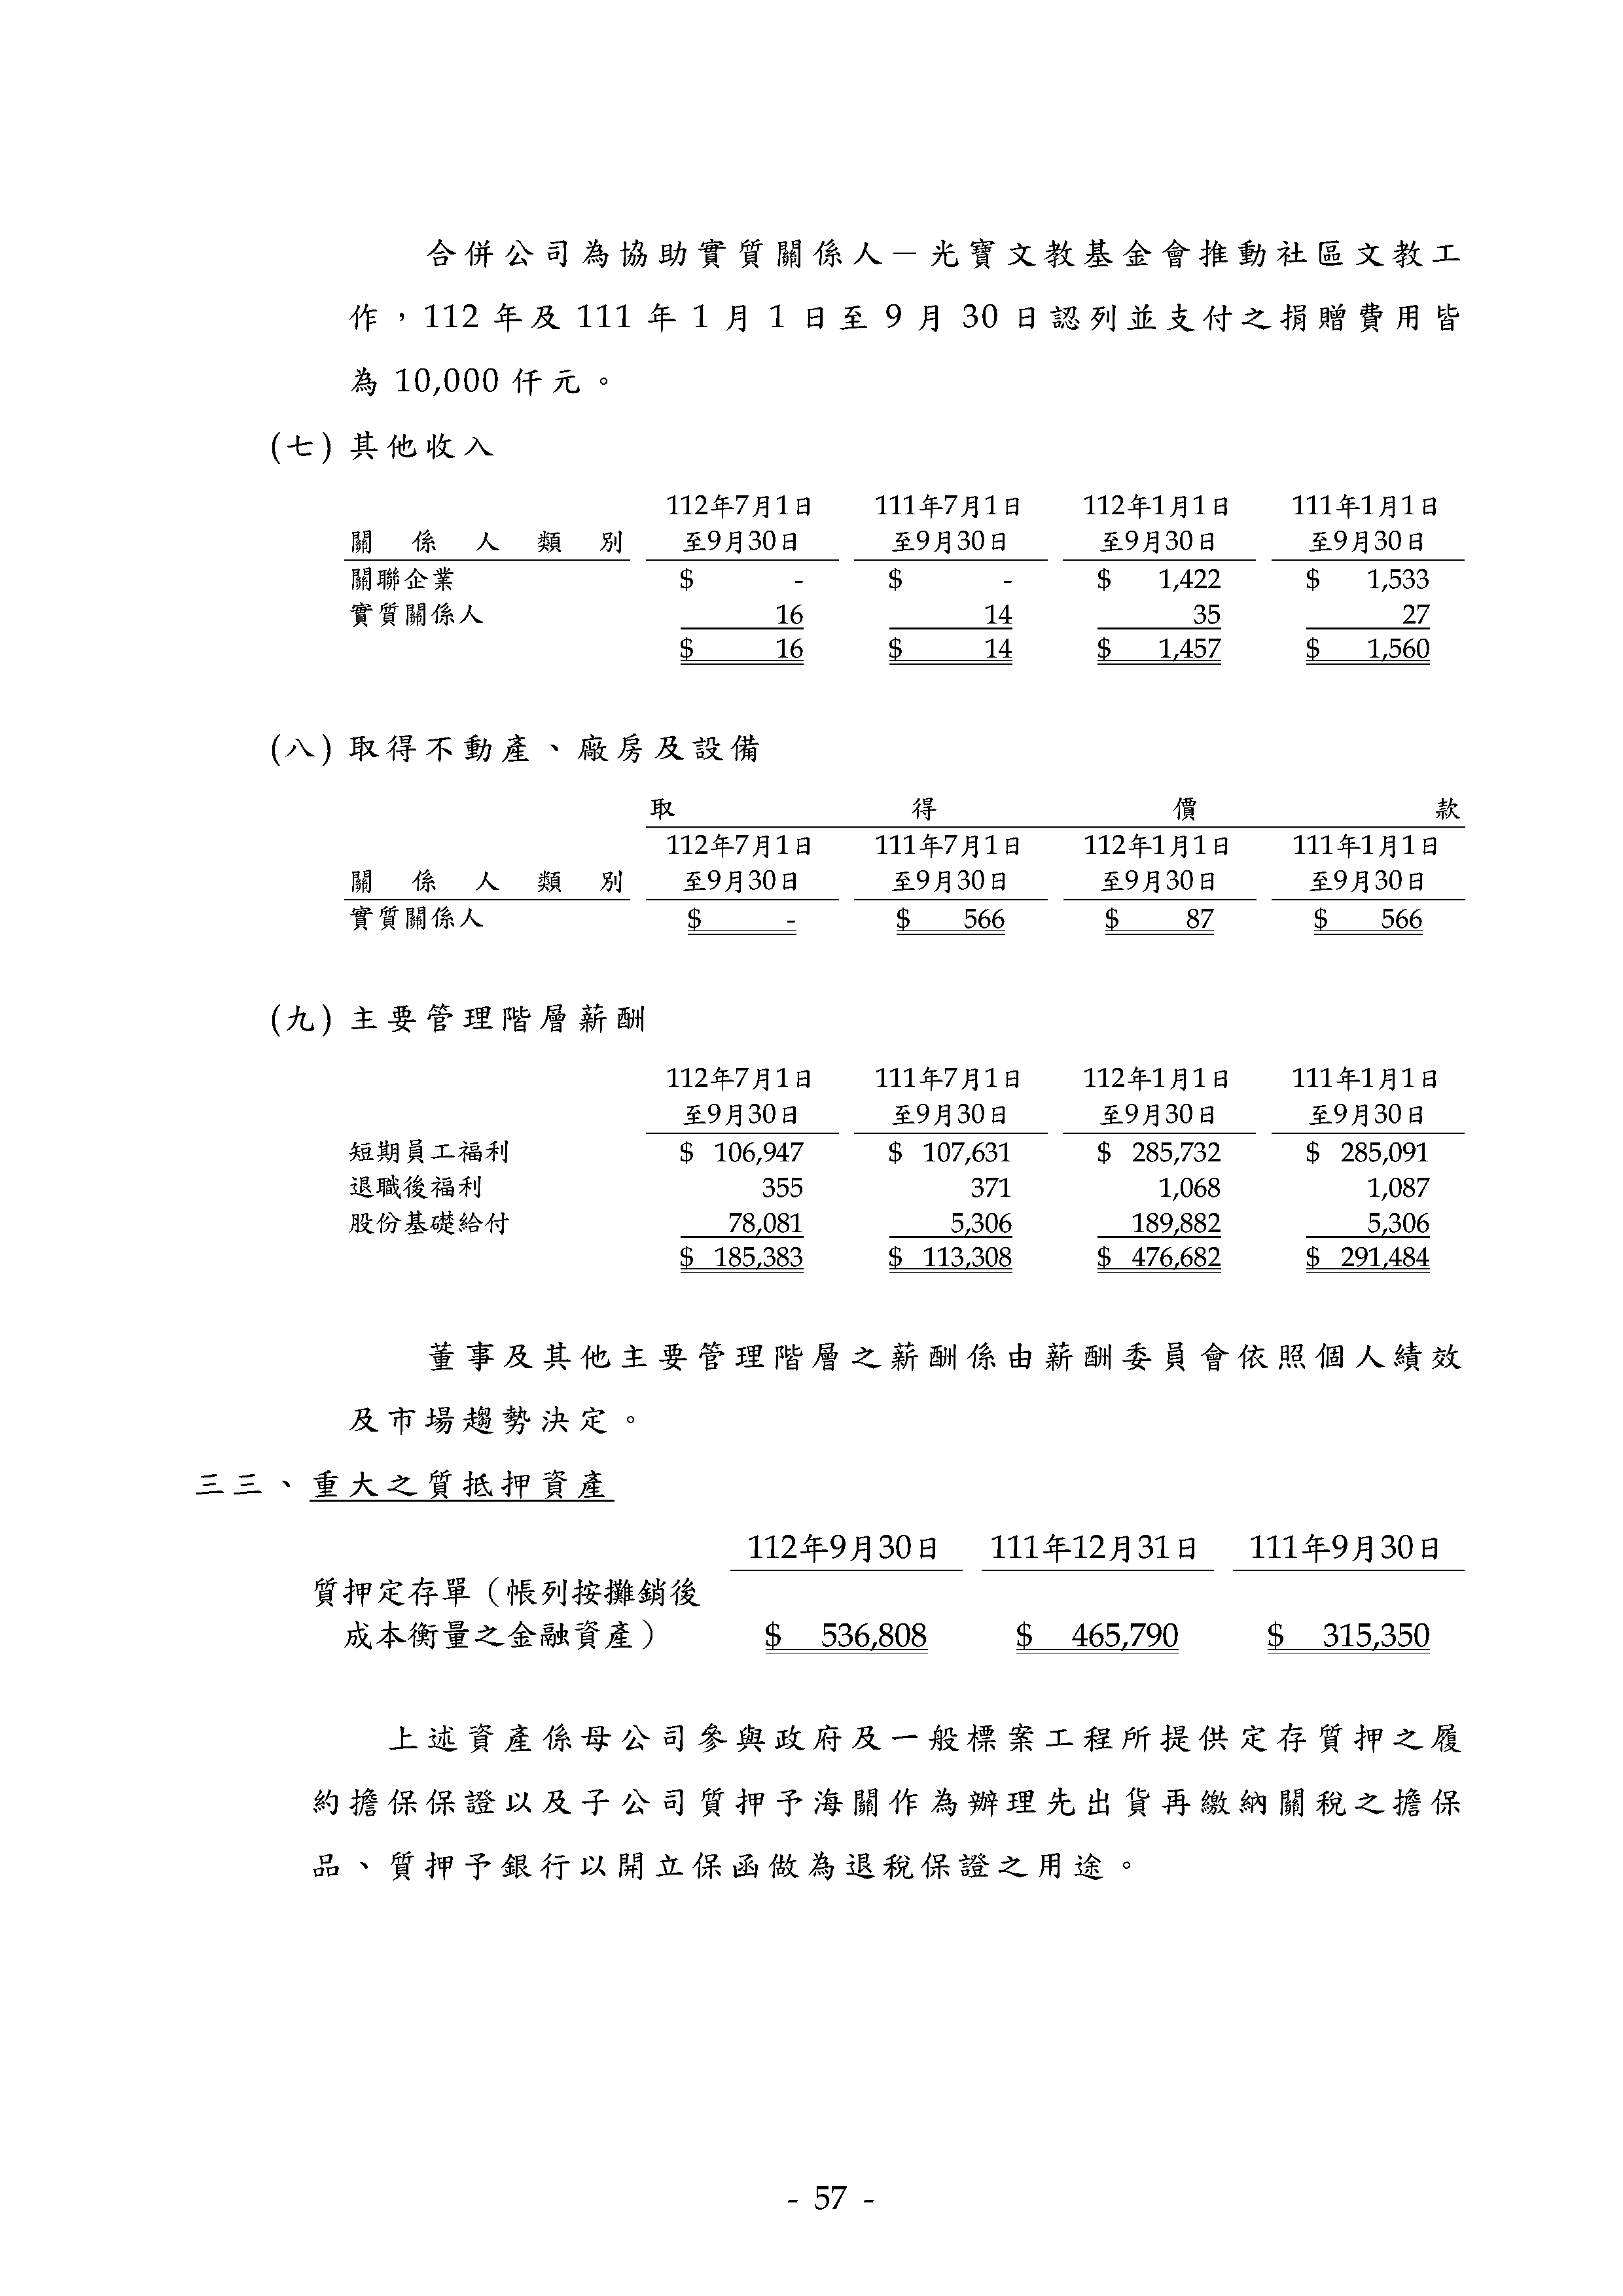 合併公司為協助實質關係人－光寶文教基金會推動社區文教工
作，112 年及 111 年 1 月 1 日至 9 月 30 日認列並支付之捐贈費用皆
為 10,000 仟元。
(七) 其他收入
112年7月1日 111年7月1日 112年1月1日 111年1月1日
關係人類別 至9月30日 至9月30日 至9月30日 至9月30日
關聯企業 $ - $ - $ 1,422 $ 1,533
實質關係人 16 14 35 27
$ 16 $ 14 $ 1,457 $ 1,560
(八) 取得不動產、廠房及設備
取得價款
112年7月1日 111年7月1日 112年1月1日 111年1月1日
關係人類別 至9月30日 至9月30日 至9月30日 至9月30日
實質關係人 $ - $ 566 $ 87 $ 566
(九) 主要管理階層薪酬
112年7月1日 111年7月1日 112年1月1日 111年1月1日
至9月30日 至9月30日 至9月30日 至9月30日
短期員工福利 $ 106,947 $ 107,631 $ 285,732 $ 285,091
退職後福利 355 371 1,068 1,087
股份基礎給付 78,081 5,306 189,882 5,306
$ 185,383 $ 113,308 $ 476,682 $ 291,484
董事及其他主要管理階層之薪酬係由薪酬委員會依照個人績效
及市場趨勢決定。
三三、重大之質抵押資產
112年9月30日 111年12月31日 111年9月30日
質押定存單（帳列按攤銷後
成本衡量之金融資產） $ 536,808 $ 465,790 $ 315,350
上述資產係母公司參與政府及一般標案工程所提供定存質押之履
約擔保保證以及子公司質押予海關作為辦理先出貨再繳納關稅之擔保
品、質押予銀行以開立保函做為退稅保證之用途。
- 57 -